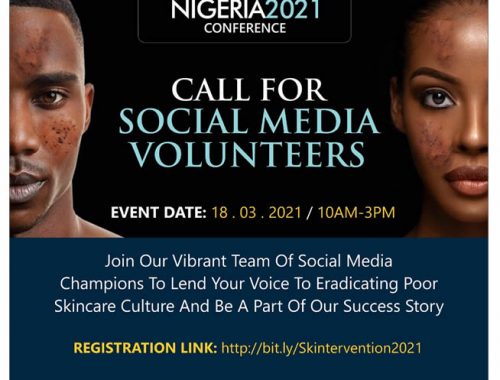 NIGERIA2021
CONFERENCE
CALL FOR
SOCIAL MEDIA
VOLUNTEERS
EVENT DATE: 18 . 03 . 2021 / 10AM-3PM
Join Our Vibrant Team Of Social Media
Champions To Lend Your Voice To Eradicating Poor
Skincare Culture And Be A Part Of Our Success Story
REGISTRATION LINK: http://bit.ly/Skintervention2021